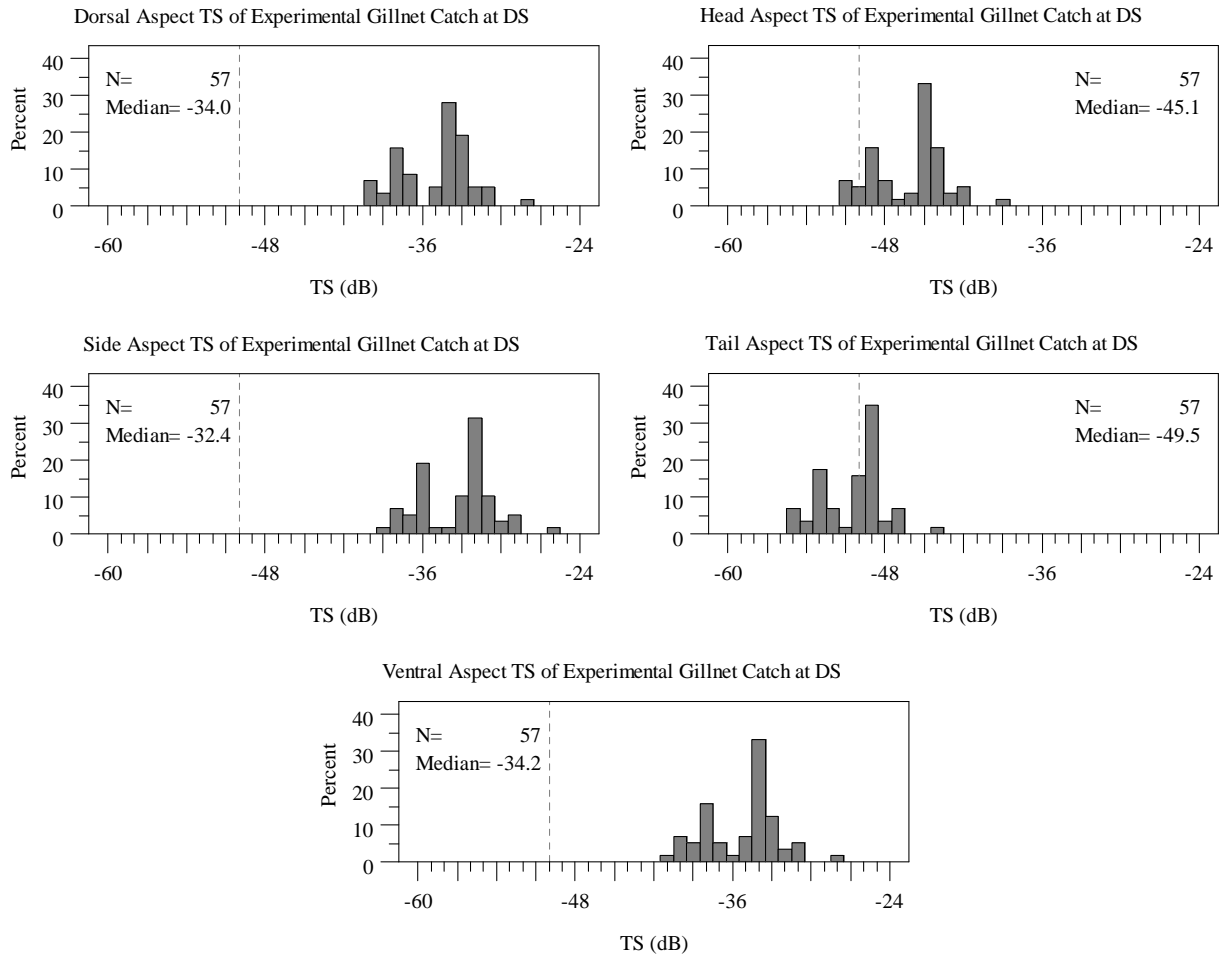 Dorsal Aspect TS of Experimental Gillnet Catch at DS
Percent
40
30
20
10
0
N= 57
Median= -34.0
-60 -48 -36 -24
TS (dB)
Head Aspect TS of Experimental Gillnet Catch at DS
Percent
40
30
20
10
0
N= 57
Median= -45.1
-60 -48 -36 -24
TS (dB)
Side Aspect TS of Experimental Gillnet Catch at DS
Percent
40
30
20
10
0
N= 57
Median= -32.4
-60 -48 -36 -24
TS (dB)
Tail Aspect TS of Experimental Gillnet Catch at DS
Percent
40
30
20
10
0
N= 57
Median= -49.5
-60 -48 -36 -24
TS (dB)
Ventral Aspect TS of Experimental Gillnet Catch at DS
Percent
40
30
20
10
0
N= 57
Median= -34.2
-60 -48 -36 -24
TS (dB)